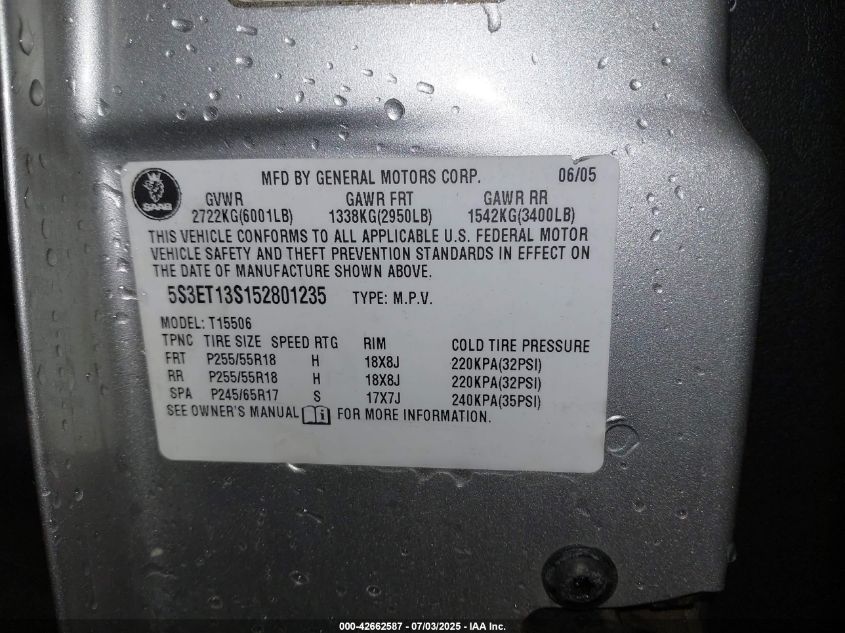 MFD BY GENERAL MOTORS CORP. 06/05
SAAB
GVWR GAWR FRT GAWR RR
2722KG(6001LB) 1338KG(2950LB) 1542KG(3400LB)
THIS VEHICLE CONFORMS TO ALL APPLICABLE U.S. FEDERAL MOTOR
VEHICLE SAFETY AND THEFT PREVENTION STANDARDS IN EFFECT ON
THE DATE OF MANUFACTURE SHOWN ABOVE.
5S3ET13S152801235 TYPE: M.P.V.
MODEL: T15506
TPNC TIRE SIZE SPEED RTG RIM COLD TIRE PRESSURE
FRT P255/55R18 H 18X8J 220KPA(32PSI)
RR P255/55R18 H 18X8J 220KPA(32PSI)
SPA P245/65R17 S 17X7J 240KPA(35PSI)
SEE OWNER'S MANUAL i FOR MORE INFORMATION.
000-42662587 - 07/03/2025 - IAA Inc.